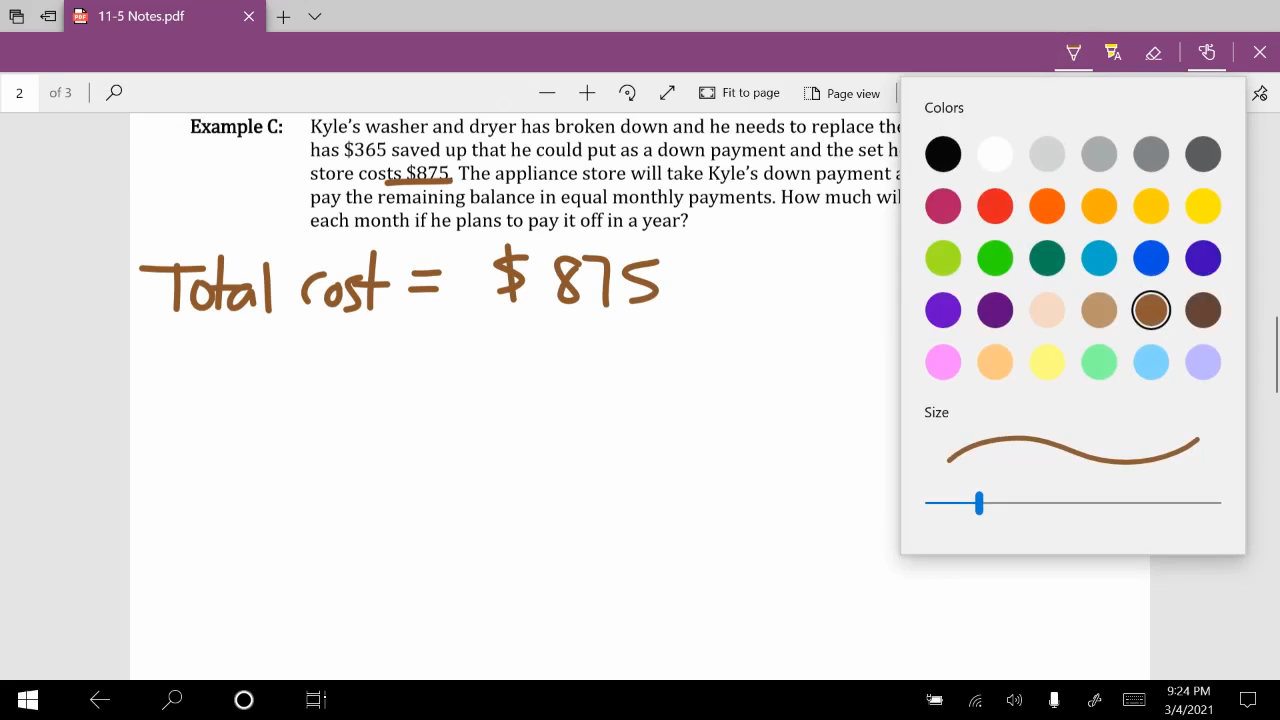 11-5 Notes.pdf
2 of 3
Fit to page
Page view
Example C: Kyle's washer and dryer has broken down and he needs to replace the
has $365 saved up that he could put as a down payment and the set h
store costs $875. The appliance store will take Kyle's down payment a
pay the remaining balance in equal monthly payments. How much wil
each month if he plans to pay it off in a year?
Total cost = $ 875
Colors
Size
9:24 PM
3/4/2021